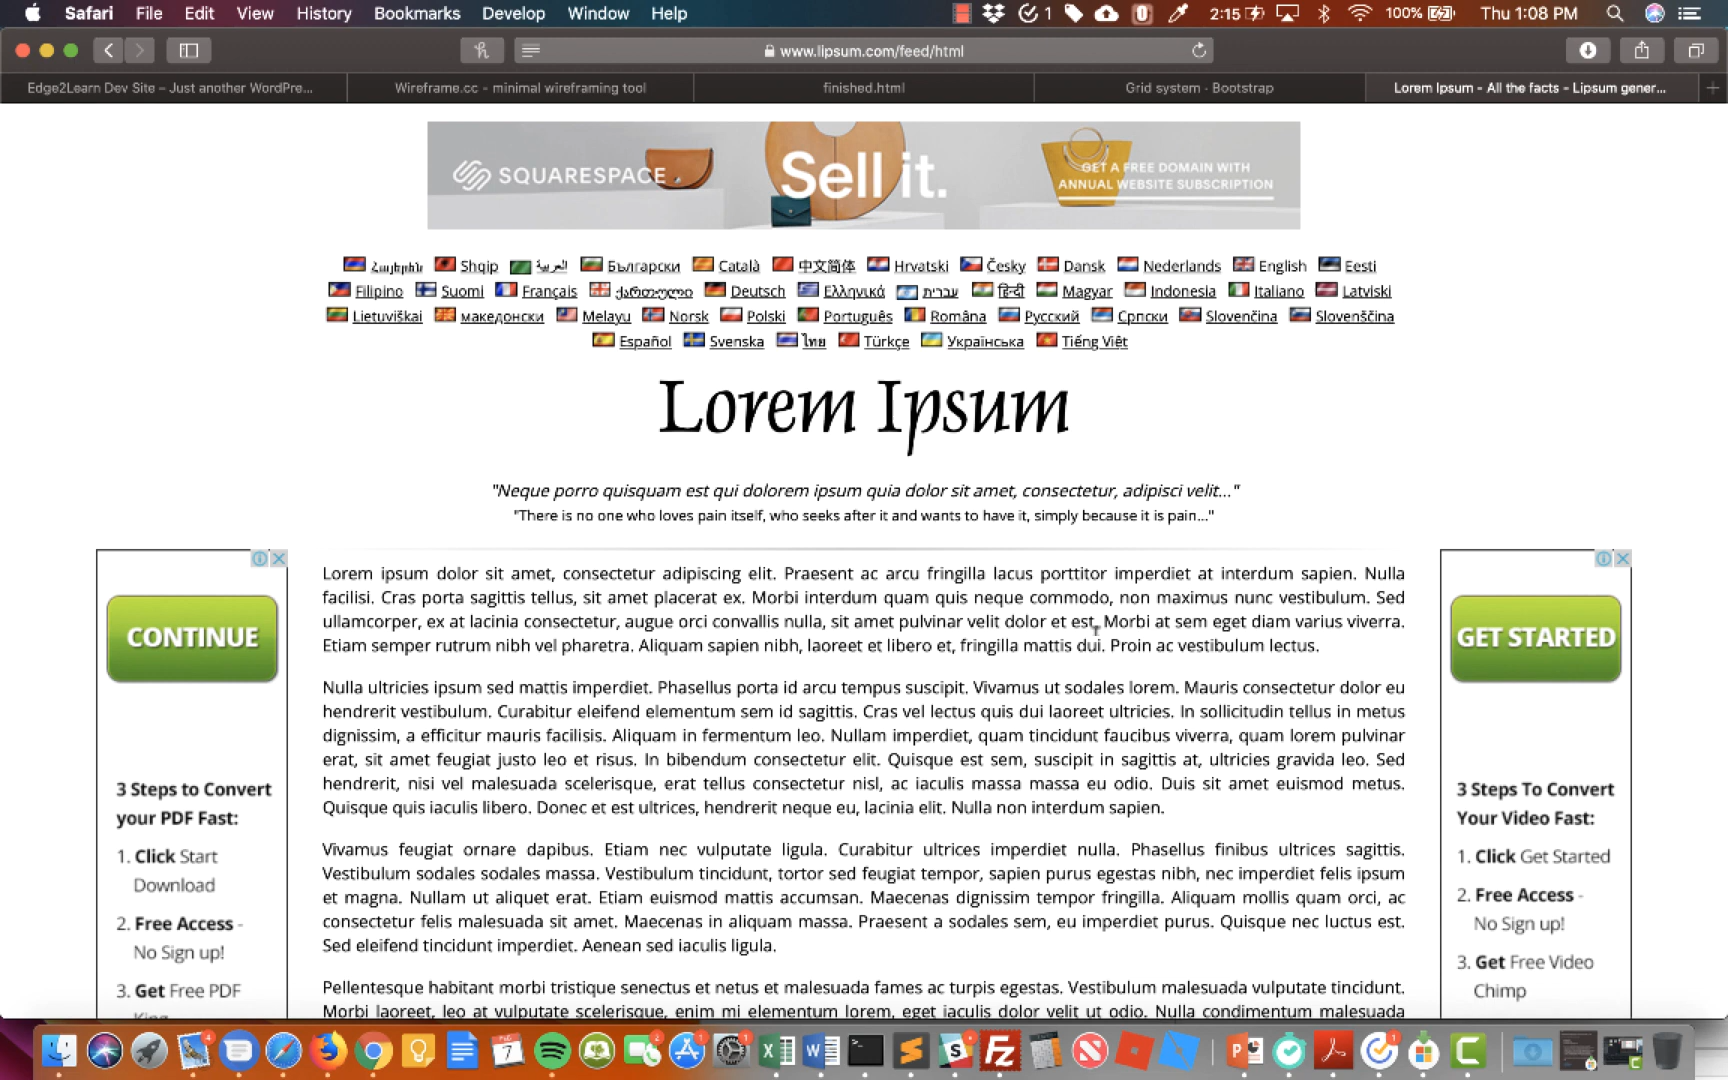 Safari File Edit View History Bookmarks Develop Window Help 1 2:15 100% Thu 1:08 PM
www.lipsum.com/feed/html
Edge2Learn Dev Site – Just another WordPre... Wireframe.cc - minimal wireframing tool finished.html Grid system · Bootstrap Lorem Ipsum - All the facts - Lipsum gener...
SQUARESPACE Sell it. GET A FREE DOMAIN WITH
ANNUAL WEBSITE SUBSCRIPTION
Հայերեն Shqip العربية Български Català 中文简体 Hrvatski Česky Dansk Nederlands English Eesti
Filipino Suomi Français ქართული Deutsch Ελληνικά עברית हिन्दी Magyar Indonesia Italiano Latviski
Lietuviškai македонски Melayu Norsk Polski Português Româna Русский Српски Slovenčina Slovenščina
Español Svenska ไทย Türkçe Українська Tiếng Việt
Lorem Ipsum
"Neque porro quisquam est qui dolorem ipsum quia dolor sit amet, consectetur, adipisci velit..."
"There is no one who loves pain itself, who seeks after it and wants to have it, simply because it is pain..."
CONTINUE
3 Steps to Convert
your PDF Fast:
1. Click Start
Download
2. Free Access -
No Sign up!
3. Get Free PDF
King
Lorem ipsum dolor sit amet, consectetur adipiscing elit. Praesent ac arcu fringilla lacus porttitor imperdiet at interdum sapien. Nulla
facilisi. Cras porta sagittis tellus, sit amet placerat ex. Morbi interdum quam quis neque commodo, non maximus nunc vestibulum. Sed
ullamcorper, ex at lacinia consectetur, augue orci convallis nulla, sit amet pulvinar velit dolor et est. Morbi at sem eget diam varius viverra.
Etiam semper rutrum nibh vel pharetra. Aliquam sapien nibh, laoreet et libero et, fringilla mattis dui. Proin ac vestibulum lectus.
Nulla ultricies ipsum sed mattis imperdiet. Phasellus porta id arcu tempus suscipit. Vivamus ut sodales lorem. Mauris consectetur dolor eu
hendrerit vestibulum. Curabitur eleifend elementum sem id sagittis. Cras vel lectus quis dui laoreet ultricies. In sollicitudin tellus in metus
dignissim, a efficitur mauris facilisis. Aliquam in fermentum leo. Nullam imperdiet, quam tincidunt faucibus viverra, quam lorem pulvinar
erat, sit amet feugiat justo leo et risus. In bibendum consectetur elit. Quisque est sem, suscipit in sagittis at, ultricies gravida leo. Sed
hendrerit, nisi vel malesuada scelerisque, erat tellus consectetur nisl, ac iaculis massa massa eu odio. Duis sit amet euismod metus.
Quisque quis iaculis libero. Donec et est ultrices, hendrerit neque eu, lacinia elit. Nulla non interdum sapien.
Vivamus feugiat ornare dapibus. Etiam nec vulputate ligula. Curabitur ultrices imperdiet nulla. Phasellus finibus ultrices sagittis.
Vestibulum sodales sodales massa. Vestibulum tincidunt, tortor sed feugiat tempor, sapien purus egestas nibh, nec imperdiet felis ipsum
et magna. Nullam ut aliquet erat. Etiam euismod mattis accumsan. Maecenas dignissim tempor fringilla. Aliquam mollis quam orci, ac
consectetur felis malesuada sit amet. Maecenas in aliquam massa. Praesent a sodales sem, eu imperdiet purus. Quisque nec luctus est.
Sed eleifend tincidunt imperdiet. Aenean sed iaculis ligula.
Pellentesque habitant morbi tristique senectus et netus et malesuada fames ac turpis egestas. Vestibulum malesuada vulputate tincidunt.
Morbi laoreet, leo at vulputate scelerisque, enim mi elementum lorem, eget iaculis dolor velit ut odio. Nulla condimentum malesuada
GET STARTED
3 Steps To Convert
Your Video Fast:
1. Click Get Started
2. Free Access -
No Sign up!
3. Get Free Video
Chimp